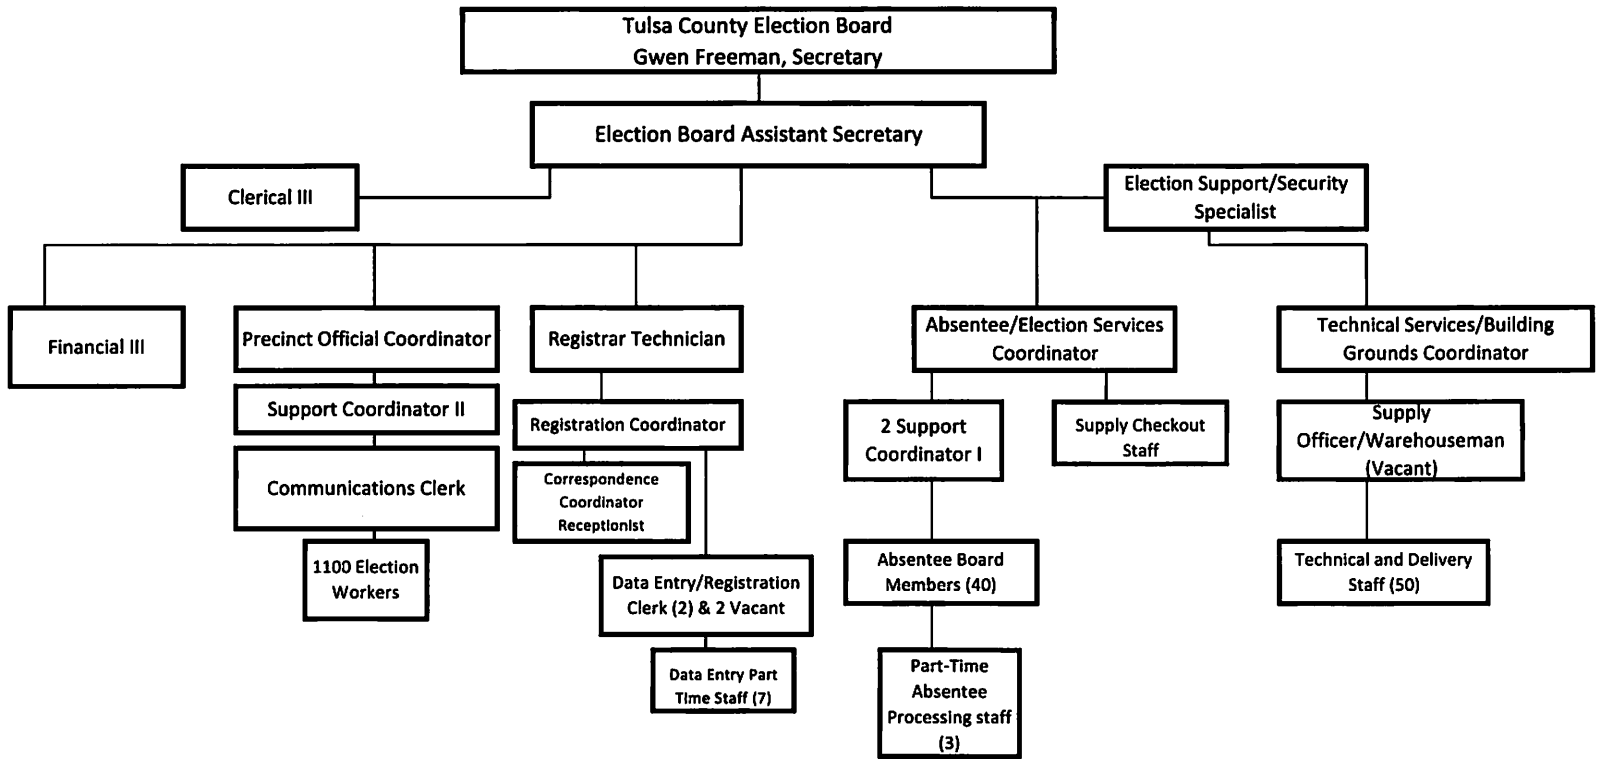 Tulsa County Election Board
Gwen Freeman, Secretary
Election Board Assistant Secretary
Clerical III
Election Support/Security
Specialist
Financial III
Precinct Official Coordinator
Registrar Technician
Absentee/Election Services
Coordinator
Technical Services/Building
Grounds Coordinator
Support Coordinator II
Registration Coordinator
2 Support
Coordinator I
Supply Checkout
Staff
Supply
Officer/Warehouseman
(Vacant)
Communications Clerk
Correspondence
Coordinator
Receptionist
1100 Election
Workers
Data Entry/Registration
Clerk (2) & 2 Vacant
Absentee Board
Members (40)
Technical and Delivery
Staff (50)
Data Entry Part
Time Staff (7)
Part-Time
Absentee
Processing staff
(3)